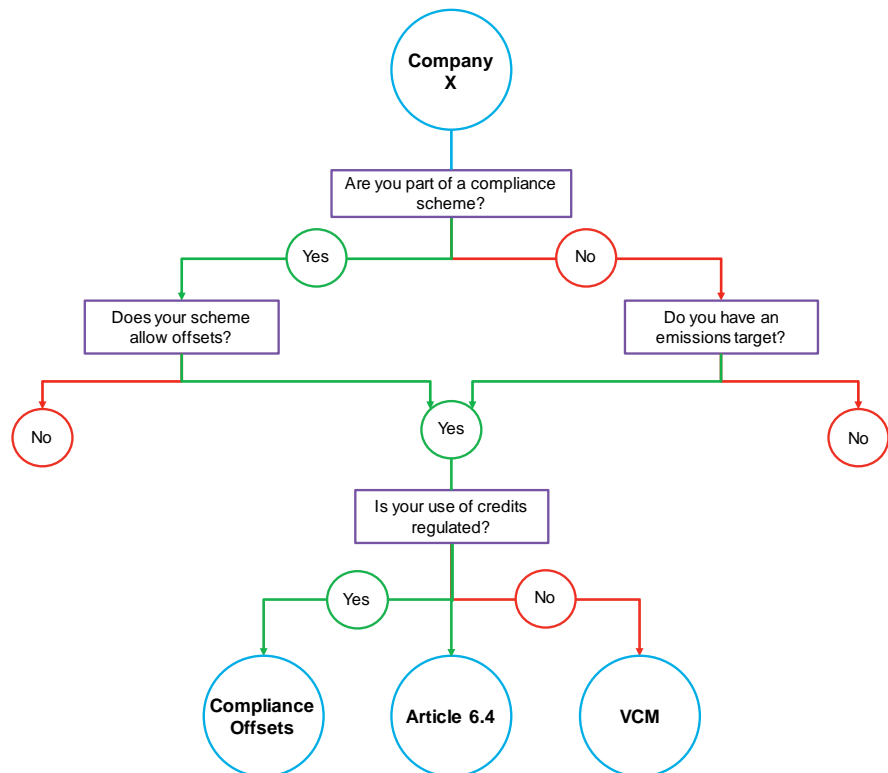 Company
X
Are you part of a compliance
scheme?
Yes
No
Does your scheme
allow offsets?
Do you have an
emissions target?
No
Yes
No
Is your use of credits
regulated?
Yes
No
Compliance
Offsets
Article 6.4
VCM